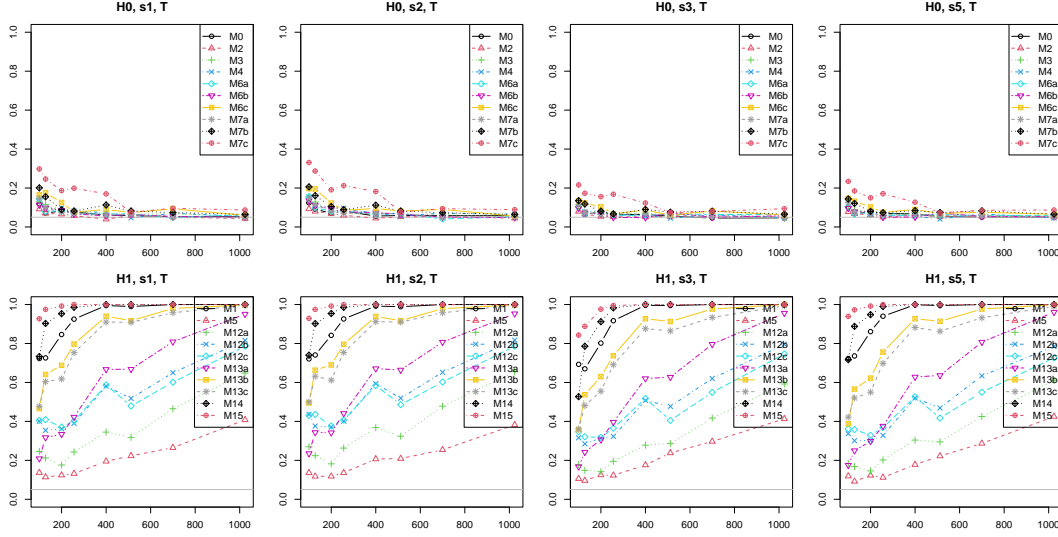 H0, s1, T
H0, s2, T
H0, s3, T
H0, s5, T
0.0 0.2 0.4 0.6 0.8 1.0
M0
M2
M3
M4
M6a
M6b
M6c
M7a
M7b
M7c
200 400 600 800 1000
0.0 0.2 0.4 0.6 0.8 1.0
M0
M2
M3
M4
M6a
M6b
M6c
M7a
M7b
M7c
200 400 600 800 1000
0.0 0.2 0.4 0.6 0.8 1.0
M0
M2
M3
M4
M6a
M6b
M6c
M7a
M7b
M7c
200 400 600 800 1000
0.0 0.2 0.4 0.6 0.8 1.0
M0
M2
M3
M4
M6a
M6b
M6c
M7a
M7b
M7c
200 400 600 800 1000
H1, s1, T
H1, s2, T
H1, s3, T
H1, s5, T
0.0 0.2 0.4 0.6 0.8 1.0
M1
M5
M12a
M12b
M12c
M13a
M13b
M13c
M14
M15
200 400 600 800 1000
0.0 0.2 0.4 0.6 0.8 1.0
M1
M5
M12a
M12b
M12c
M13a
M13b
M13c
M14
M15
200 400 600 800 1000
0.0 0.2 0.4 0.6 0.8 1.0
M1
M5
M12a
M12b
M12c
M13a
M13b
M13c
M14
M15
200 400 600 800 1000
0.0 0.2 0.4 0.6 0.8 1.0
M1
M5
M12a
M12b
M12c
M13a
M13b
M13c
M14
M15
200 400 600 800 1000